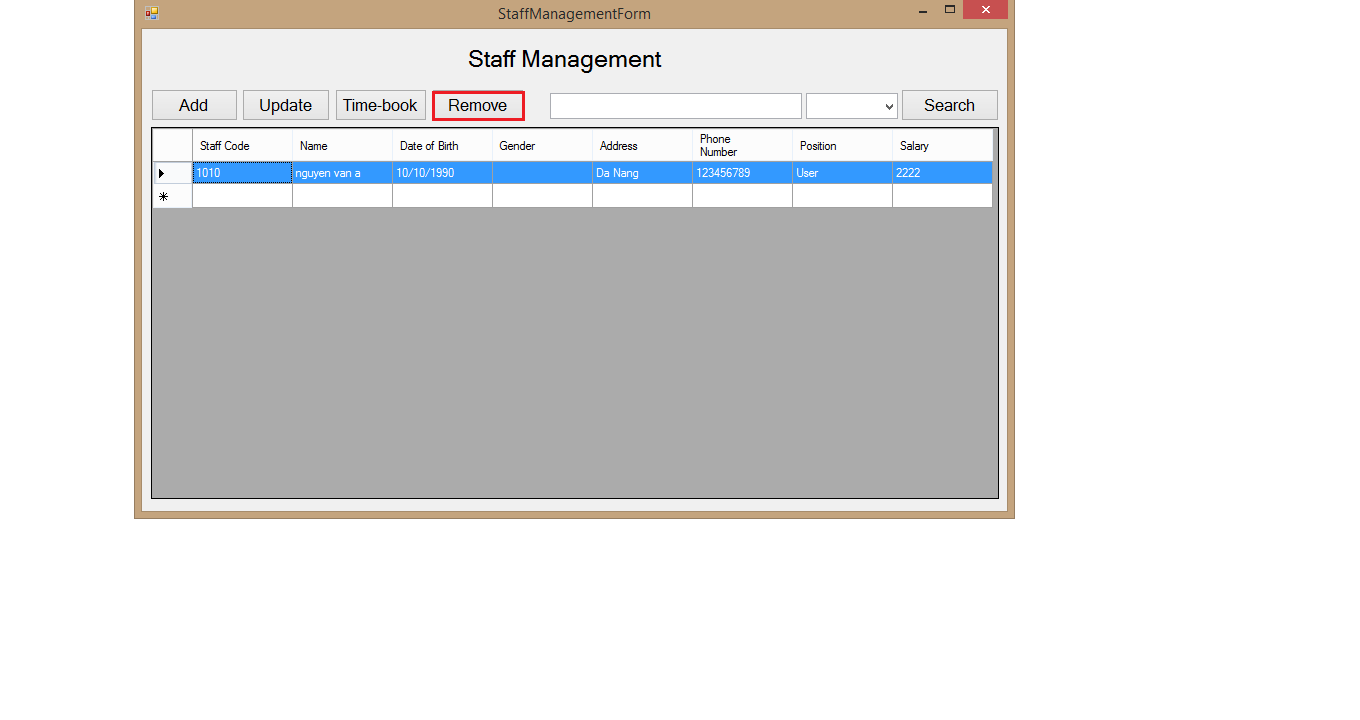 StaffManagementForm
Staff Management
Add Update Time-book Remove Search
Staff Code Name Date of Birth Gender Address Phone Number Position Salary
1010 nguyen van a 10/10/1990 Da Nang 123456789 User 2222